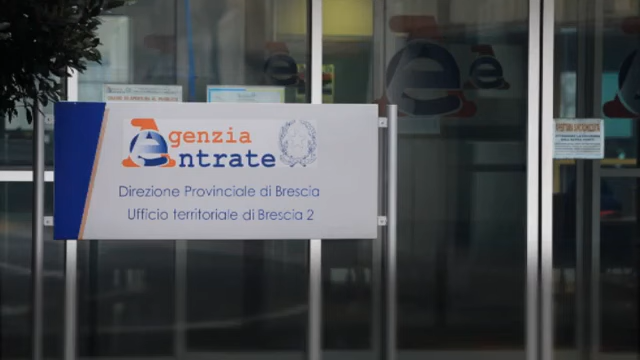 Agenzia
Entrate
Direzione Provinciale di Brescia
Ufficio territoriale di Brescia 2